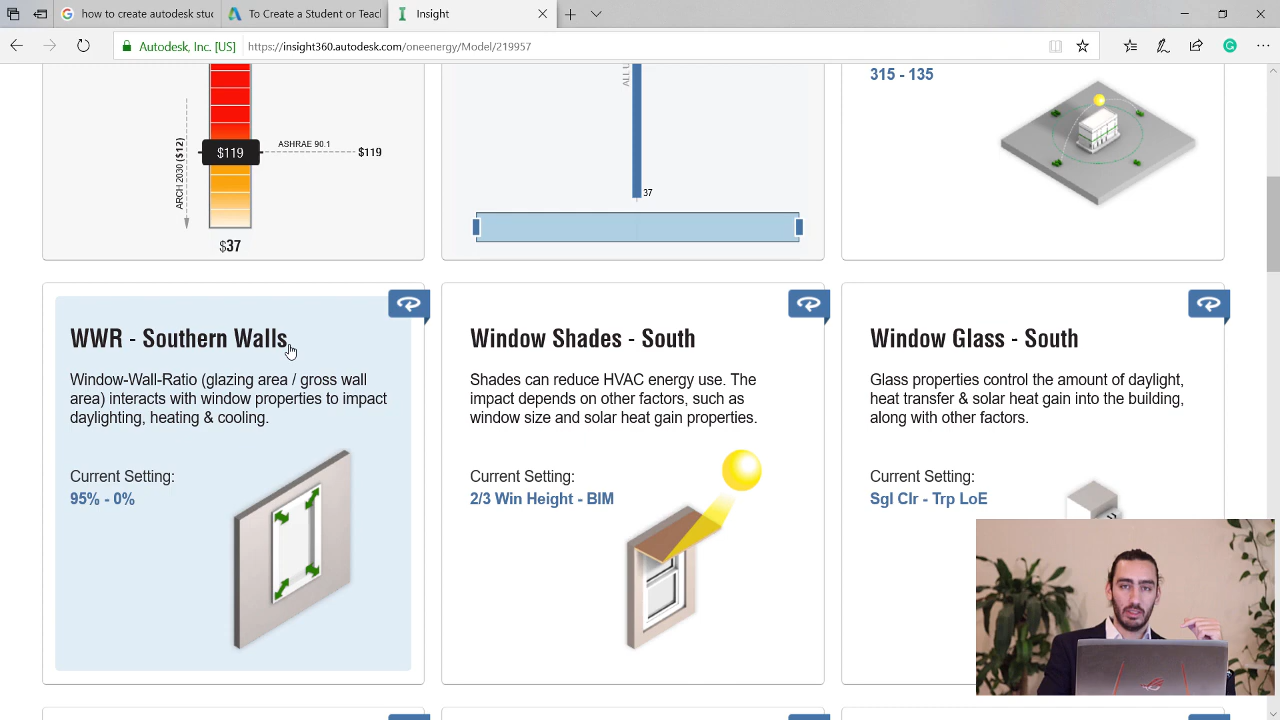 how to create autodesk stu
To Create a Student or Teac
Insight
Autodesk, Inc. [US]
https://insight360.autodesk.com/oneenergy/Model/219957
ARCH 2030 ($12)
$119
ASHRAE 90.1
$119
$37
37
315 - 135
WWR - Southern Walls
Window-Wall-Ratio (glazing area / gross wall
area) interacts with window properties to impact
daylighting, heating & cooling.
Current Setting:
95% - 0%
Window Shades - South
Shades can reduce HVAC energy use. The
impact depends on other factors, such as
window size and solar heat gain properties.
Current Setting:
2/3 Win Height - BIM
Window Glass - South
Glass properties control the amount of daylight,
heat transfer & solar heat gain into the building,
along with other factors.
Current Setting:
Sgl Clr - Trp LoE